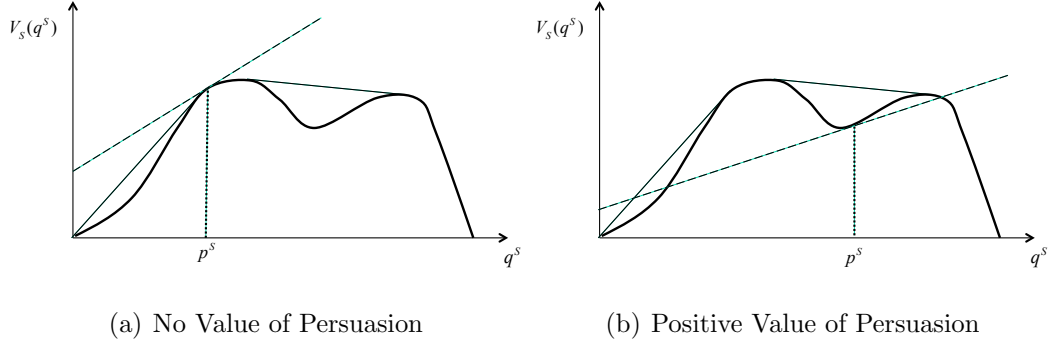 V_S(q^S)
p^S
q^S
(a) No Value of Persuasion
V_S(q^S)
p^S
q^S
(b) Positive Value of Persuasion